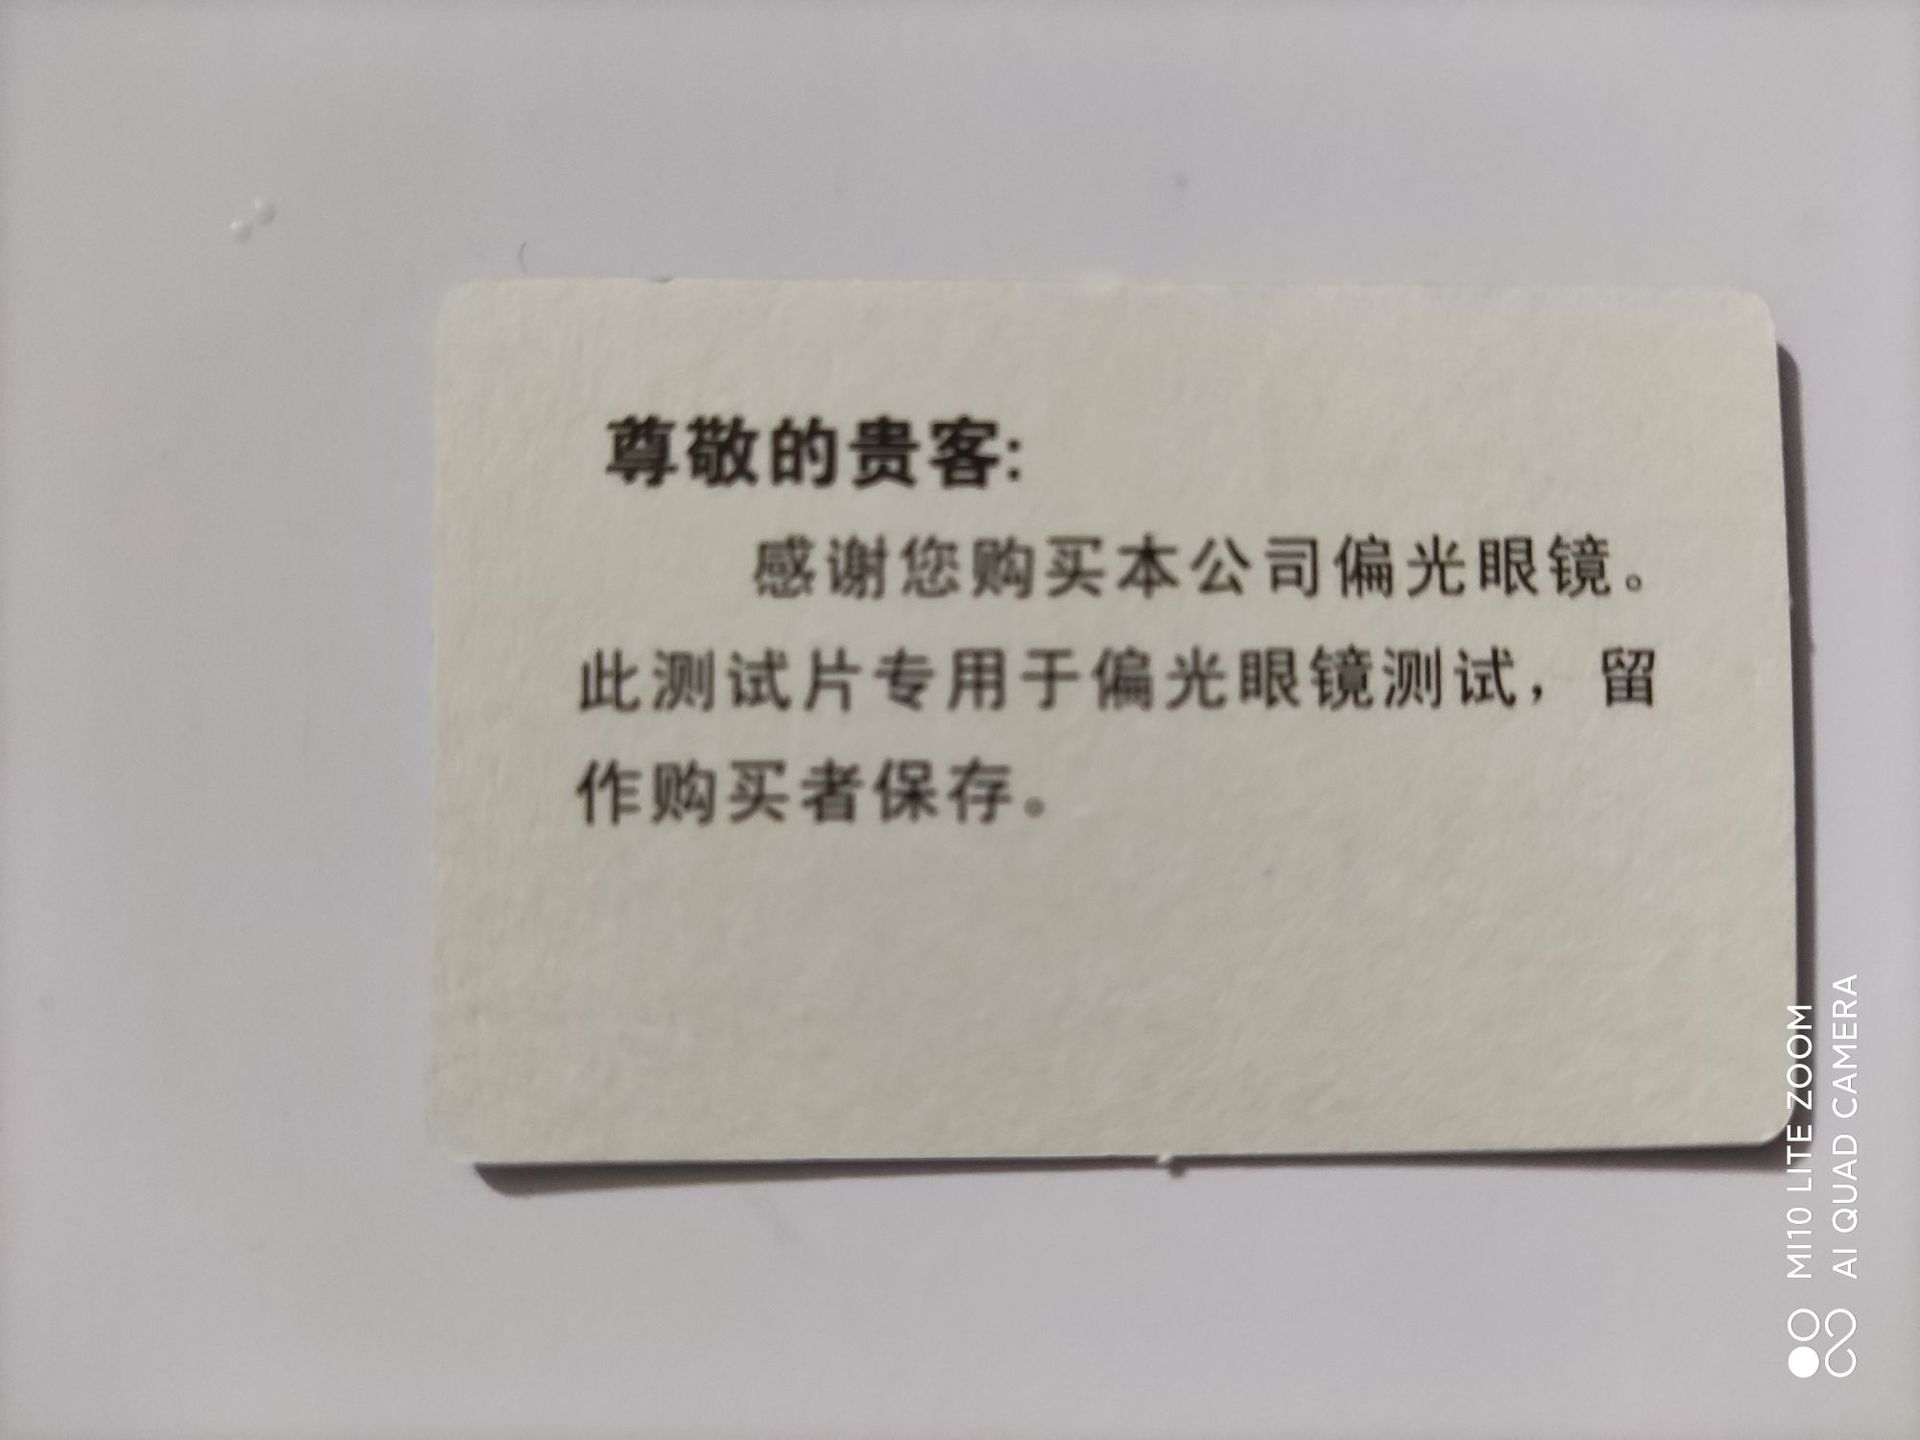 尊敬的贵客:
感谢您购买本公司偏光眼镜。
此测试片专用于偏光眼镜测试，留
作购买者保存。
MI 10 LITE ZOOM
AI QUAD CAMERA